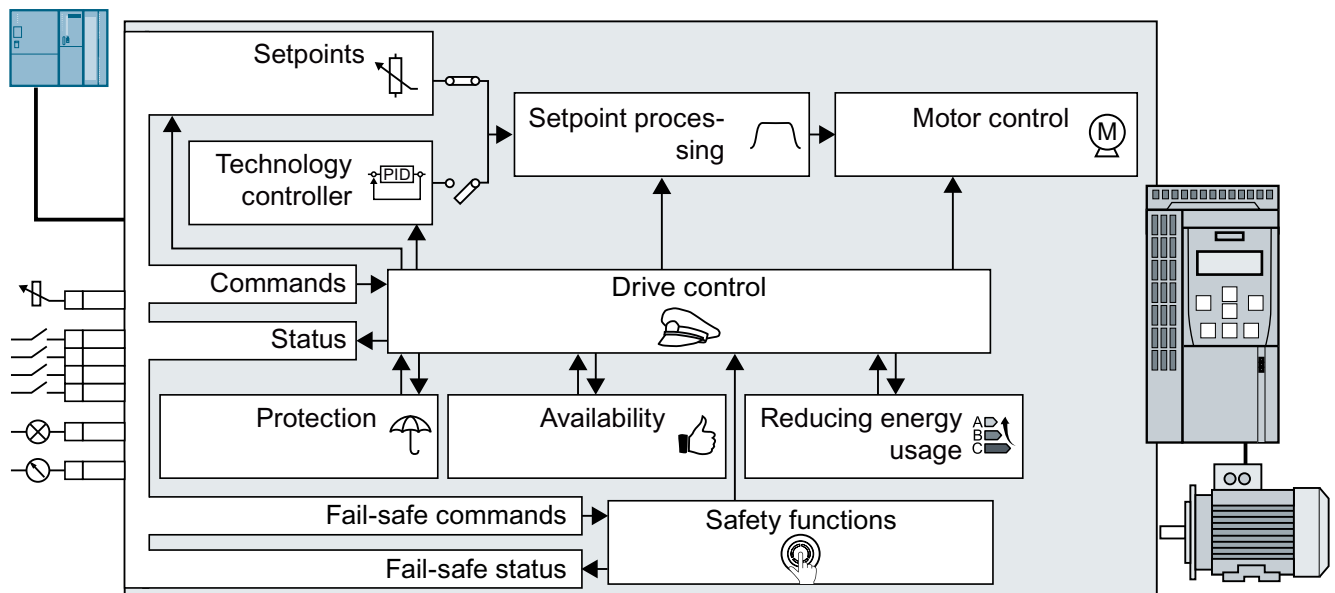 Setpoints
Setpoint proces-
sing
Motor control
M
Technology
controller
PID
Commands
Drive control
Status
Protection
Availability
Reducing energy
usage
A
B
C
Fail-safe commands
Safety functions
Fail-safe status